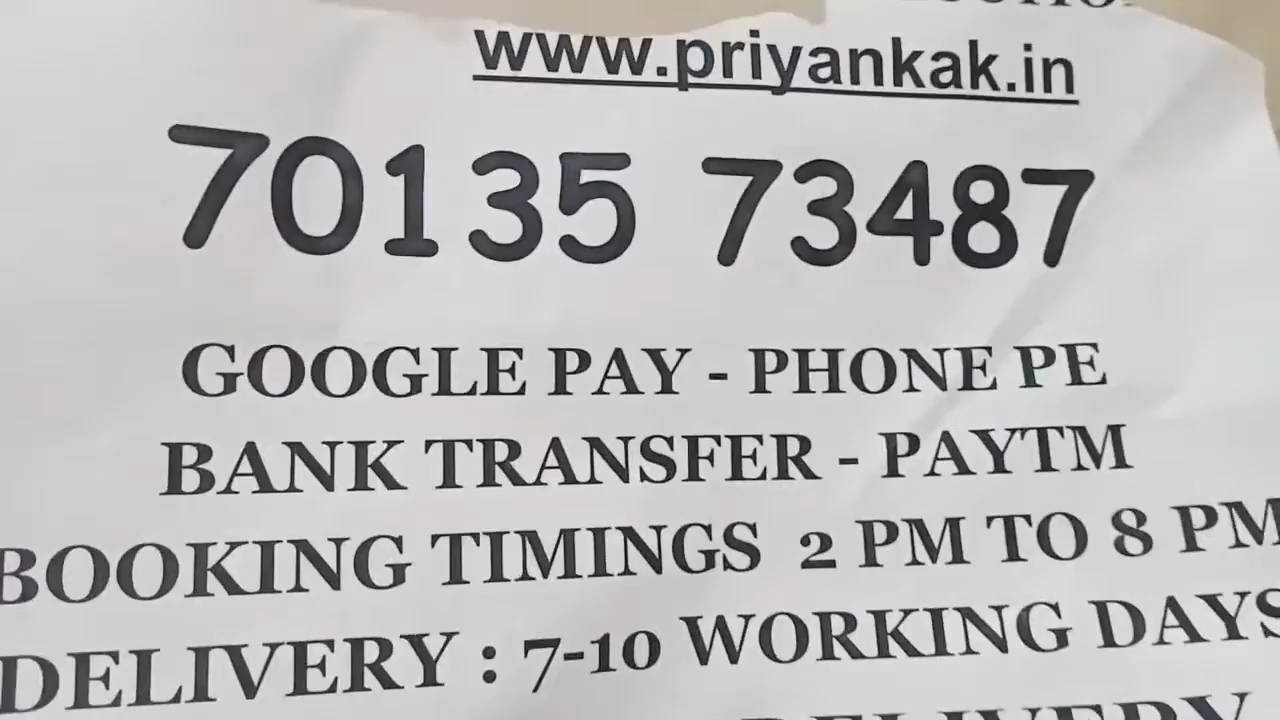 www.priyankak.in
70135 73487
GOOGLE PAY - PHONE PE
BANK TRANSFER - PAYTM
BOOKING TIMINGS 2 PM TO 8 PM
DELIVERY : 7-10 WORKING DAYS
DELIVERY